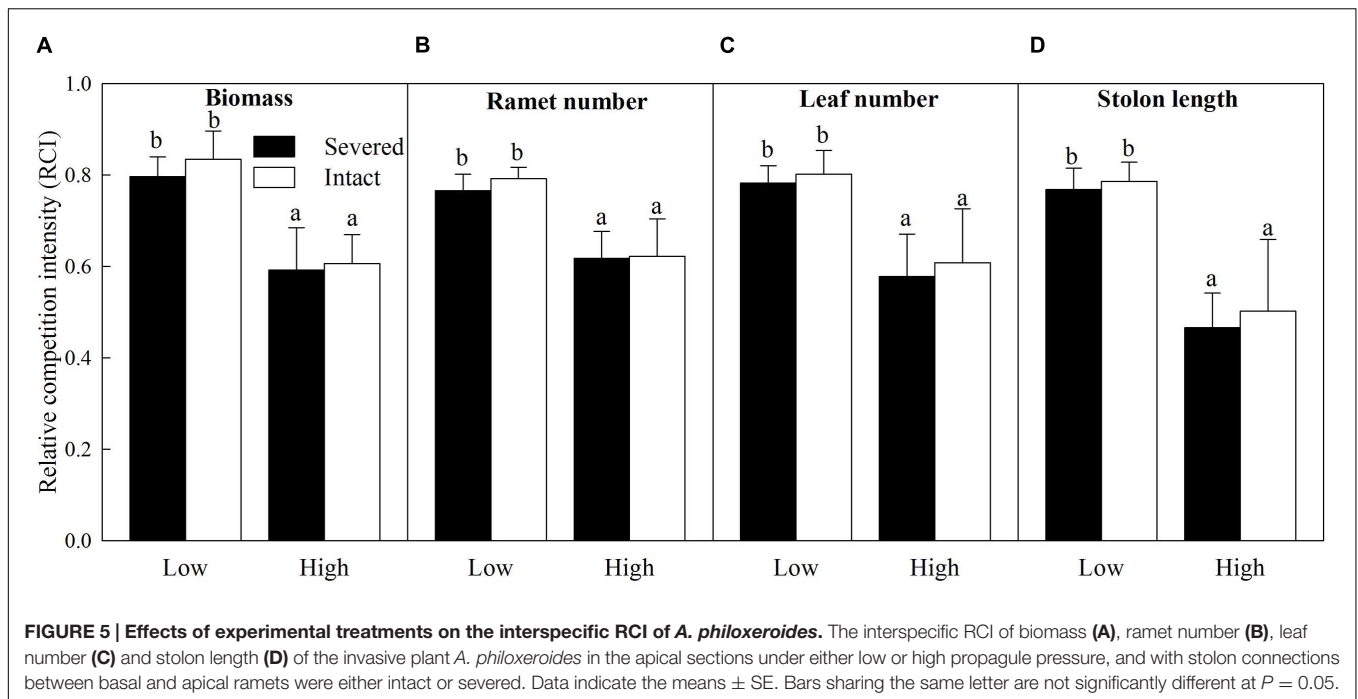 A B C D
1.0
0.8
0.6
0.4
0.2
0.0
Relative competition intensity (RCI)
Biomass
Ramet number
Leaf number
Stolon length
Severed
Intact
b b a a
b b a a
b b a a
b b a a
Low High Low High Low High Low High
FIGURE 5 | Effects of experimental treatments on the interspecific RCI of A. philoxeroides. The interspecific RCI of biomass (A), ramet number (B), leaf
number (C) and stolon length (D) of the invasive plant A. philoxeroides in the apical sections under either low or high propagule pressure, and with stolon connections
between basal and apical ramets were either intact or severed. Data indicate the means ± SE. Bars sharing the same letter are not significantly different at P = 0.05.